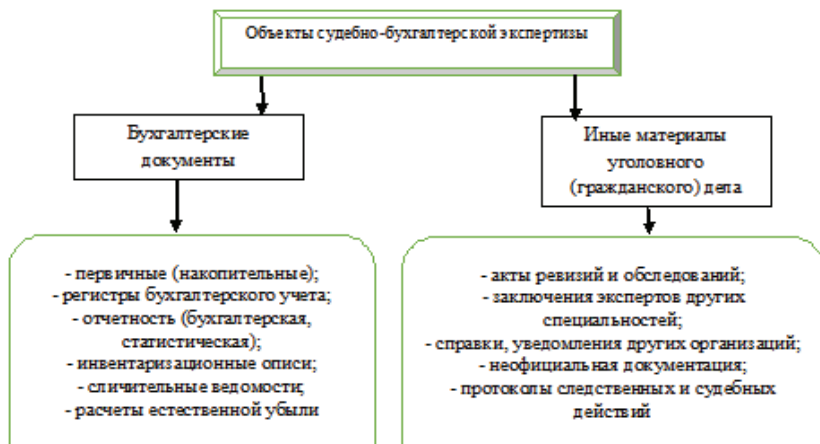 Объекты судебно-бухгалтерской экспертизы
Бухгалтерские
документы
Иные материалы
уголовного
(гражданского) дела
- первичные (накопительные);
- регистры бухгалтерского учета;
- отчетность (бухгалтерская,
статистическая);
- инвентаризационные описи;
- сличительные ведомости;
- расчеты естественной убыли
- акты ревизий и обследований;
- заключения экспертов других
специальностей;
- справки, уведомления других организаций;
- неофициальная документация;
- протоколы следственных и судебных
действий